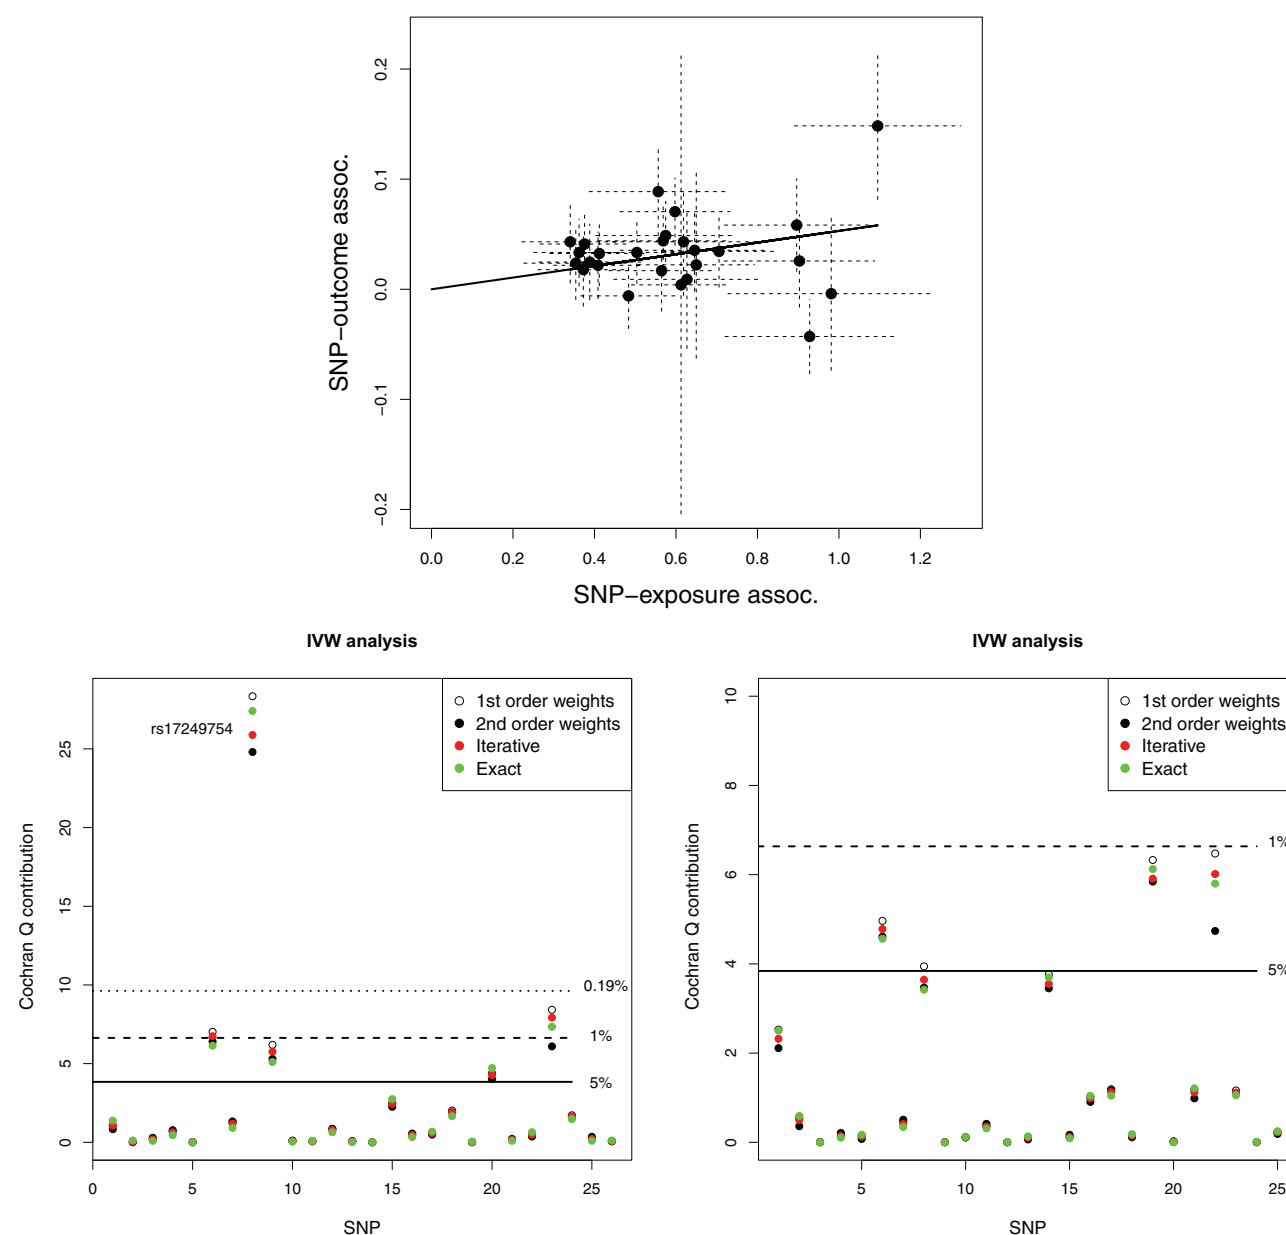 SNP−outcome assoc.
0.2
0.1
0.0
−0.1
−0.2
0.0 0.2 0.4 0.6 0.8 1.0 1.2
SNP−exposure assoc.
IVW analysis
Cochran Q contribution
25
20
15
10
5
0
rs17249754
1st order weights
2nd order weights
Iterative
Exact
0.19%
1%
5%
0 5 10 15 20 25
SNP
IVW analysis
Cochran Q contribution
10
8
6
4
2
0
1st order weights
2nd order weights
Iterative
Exact
1%
5%
5 10 15 20 25
SNP